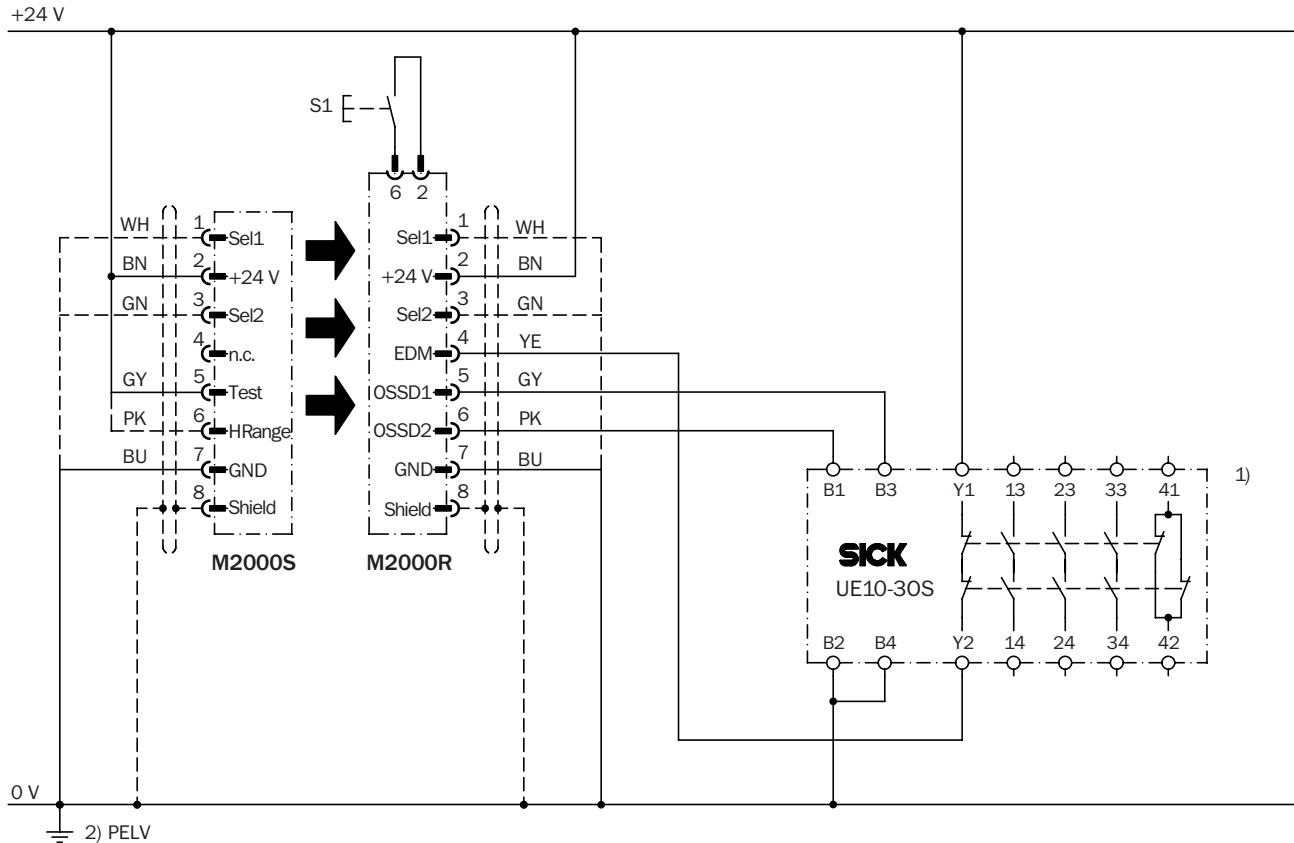 +24 V
S1
6 2
WH 1 Sel1
BN 2 +24 V
GN 3 Sel2
4 n.c.
GY 5 Test
PK 6 HRange
BU 7 GND
8 Shield
M2000S
Sel1 1 WH
+24 V 2 BN
Sel2 3 GN
EDM 4 YE
OSSD1 5 GY
OSSD2 6 PK
GND 7 BU
Shield 8
M2000R
B1 B3 Y1 13 23 33 41
1)
SICK
UE10-30S
B2 B4 Y2 14 24 34 42
0 V
2) PELV